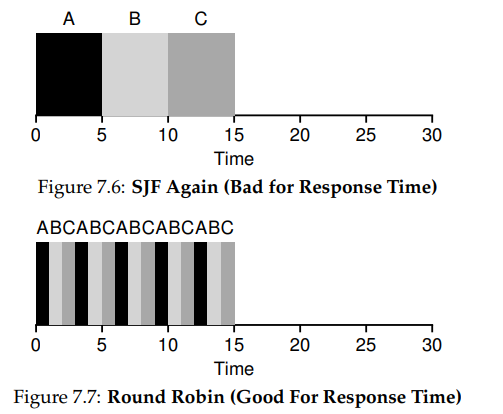 A B C
0 5 10 15 20 25 30
Time
Figure 7.6: SJF Again (Bad for Response Time)
ABCABCABCABCABC
0 5 10 15 20 25 30
Time
Figure 7.7: Round Robin (Good For Response Time)